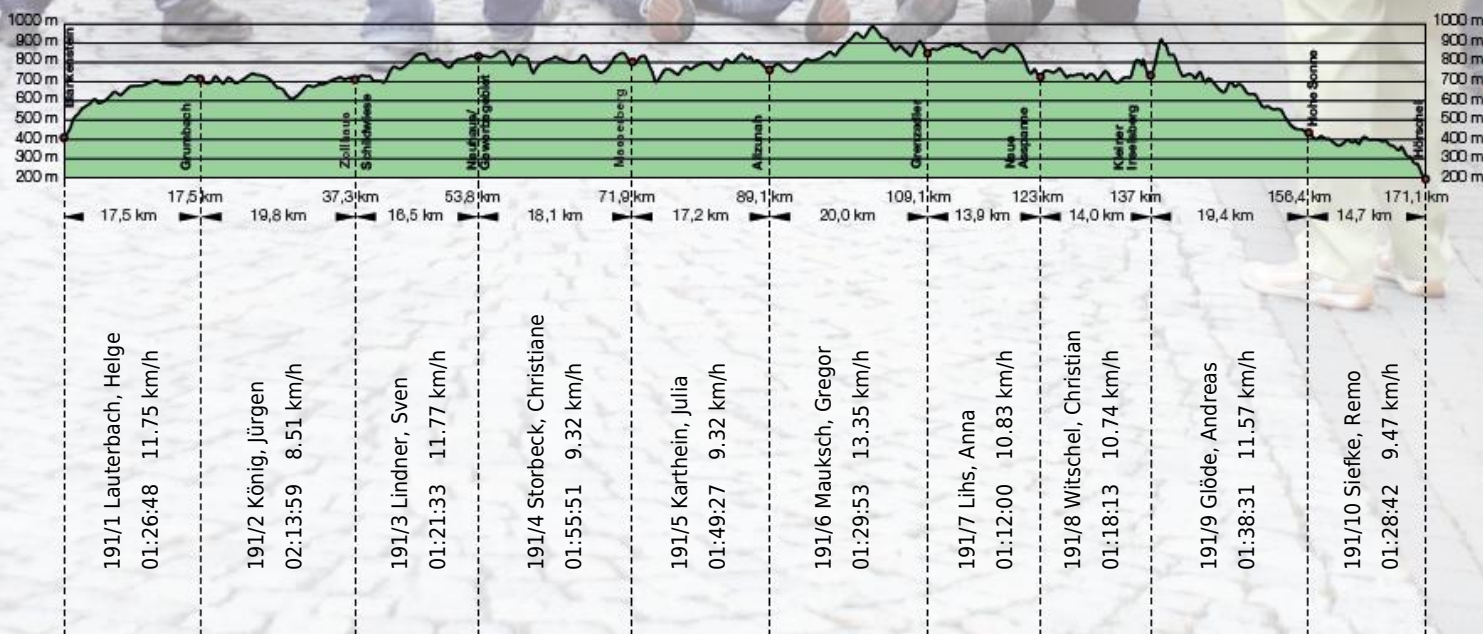 1000 m
900 m
800 m
700 m
600 m
500 m
400 m
300 m
200 m
1000 m
900 m
800 m
700 m
600 m
500 m
400 m
300 m
200 m
Blankenstein
Grumbach
Zollhaus
Schildwiese
Neuhaus/
Masserberg
Allzunah
Grenzadler
Neue
Ausspanne
Kleiner
Inselsberg
Hohe Sonne
Hörschel
17,5 km 37,3 km 53,8 km 71,9 km 89,1 km 109,1 km 123 km 137 km 156,4 km 171,1 km
17,5 km 19,8 km 16,5 km 18,1 km 17,2 km 20,0 km 13,9 km 14,0 km 19,4 km 14,7 km
191/1 Lauterbach, Helge
01:26:48 11.75 km/h
191/2 König, Jürgen
02:13:59 8.51 km/h
191/3 Lindner, Sven
01:21:33 11.77 km/h
191/4 Storbeck, Christiane
01:55:51 9.32 km/h
191/5 Karthein, Julia
01:49:27 9.32 km/h
191/6 Mauksch, Gregor
01:29:53 13.35 km/h
191/7 Lihs, Anna
01:12:00 10.83 km/h
191/8 Witschel, Christian
01:18:13 10.74 km/h
191/9 Glöde, Andreas
01:38:31 11.57 km/h
191/10 Siefke, Remo
01:28:42 9.47 km/h